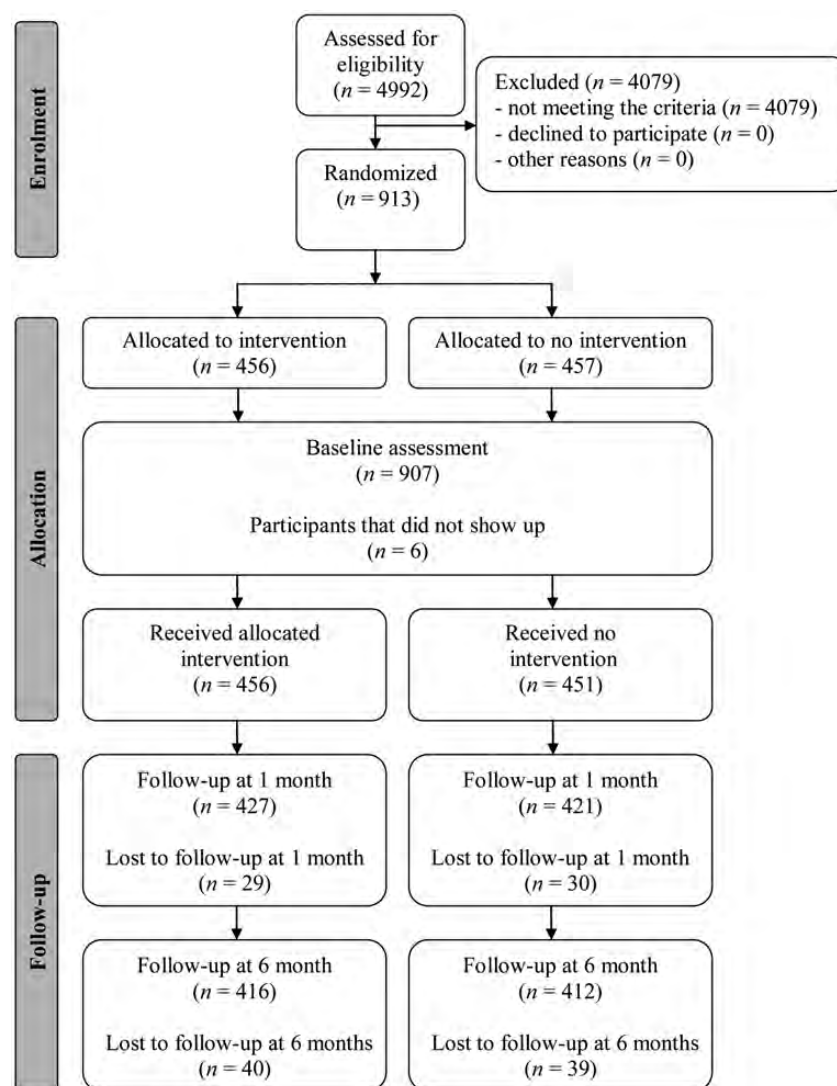 Enrolment
Assessed for
eligibility
(n = 4992)
Excluded (n = 4079)
- not meeting the criteria (n = 4079)
- declined to participate (n = 0)
- other reasons (n = 0)
Randomized
(n = 913)
Allocation
Allocated to intervention
(n = 456)
Allocated to no intervention
(n = 457)
Baseline assessment
(n = 907)
Participants that did not show up
(n = 6)
Received allocated
intervention
(n = 456)
Received no
intervention
(n = 451)
Follow-up
Follow-up at 1 month
(n = 427)
Lost to follow-up at 1 month
(n = 29)
Follow-up at 1 month
(n = 421)
Lost to follow-up at 1 month
(n = 30)
Follow-up at 6 month
(n = 416)
Lost to follow-up at 6 months
(n = 40)
Follow-up at 6 month
(n = 412)
Lost to follow-up at 6 months
(n = 39)